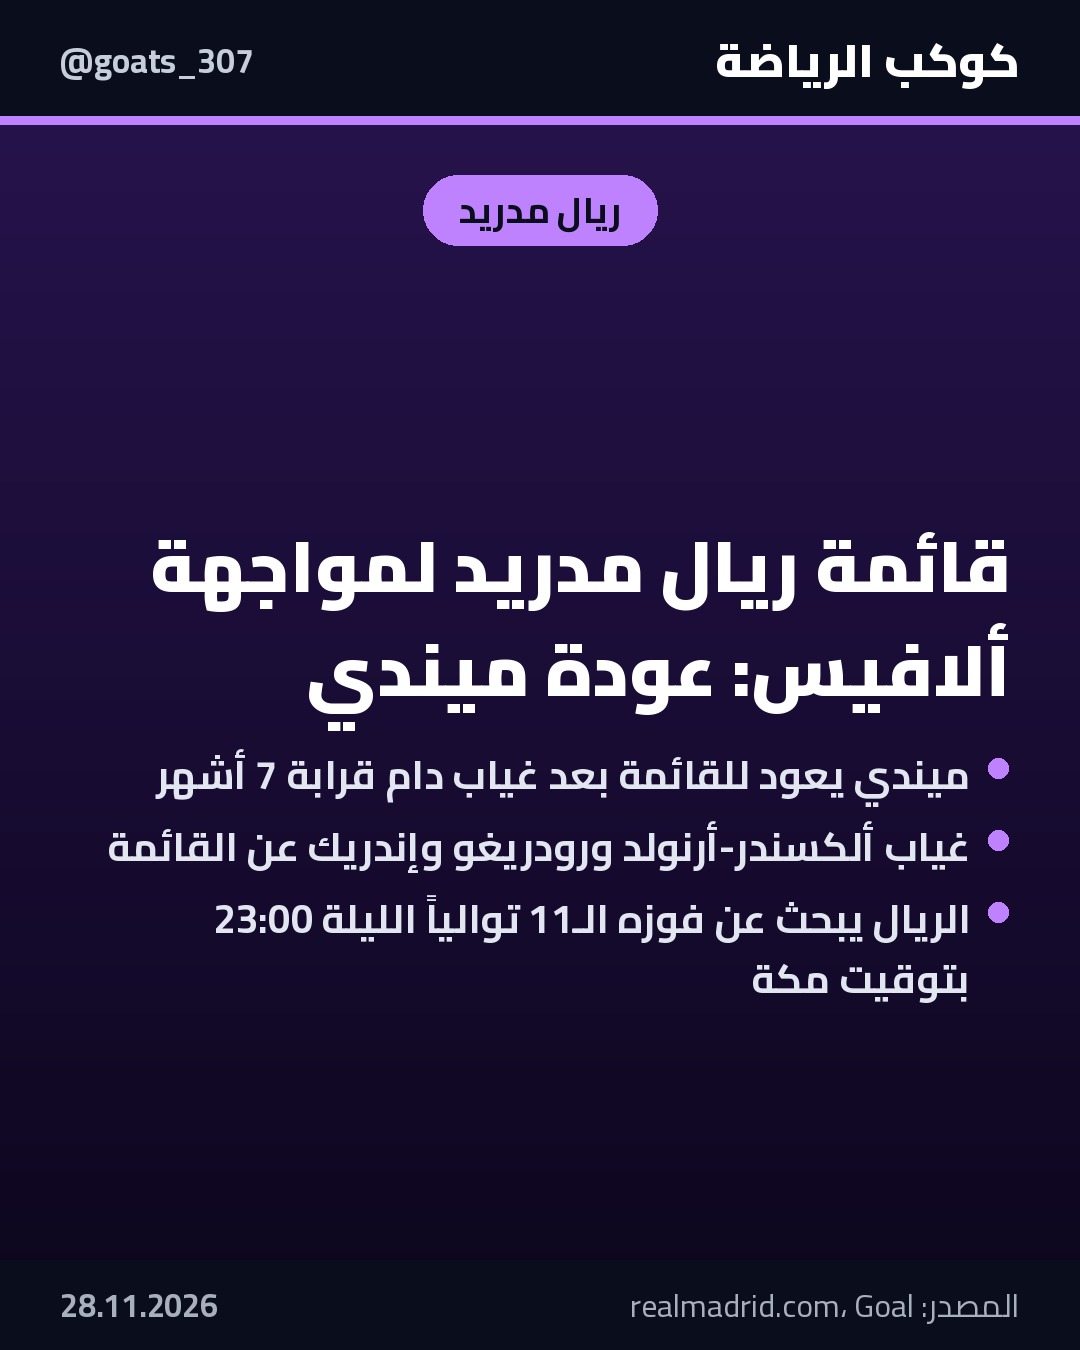 كوكب الرياضة
@goats_307
ريال مدريد
قائمة ريال مدريد لمواجهة
ألافيس: عودة ميندي
ميندي يعود للقائمة بعد غياب دام قرابة 7 أشهر
غياب ألكسندر-أرنولد ورودريغو وإندريك عن القائمة
الريال يبحث عن فوزه الـ11 توالياً الليلة 23:00
بتوقيت مكة
المصدر: realmadrid.com، Goal
28.11.2026